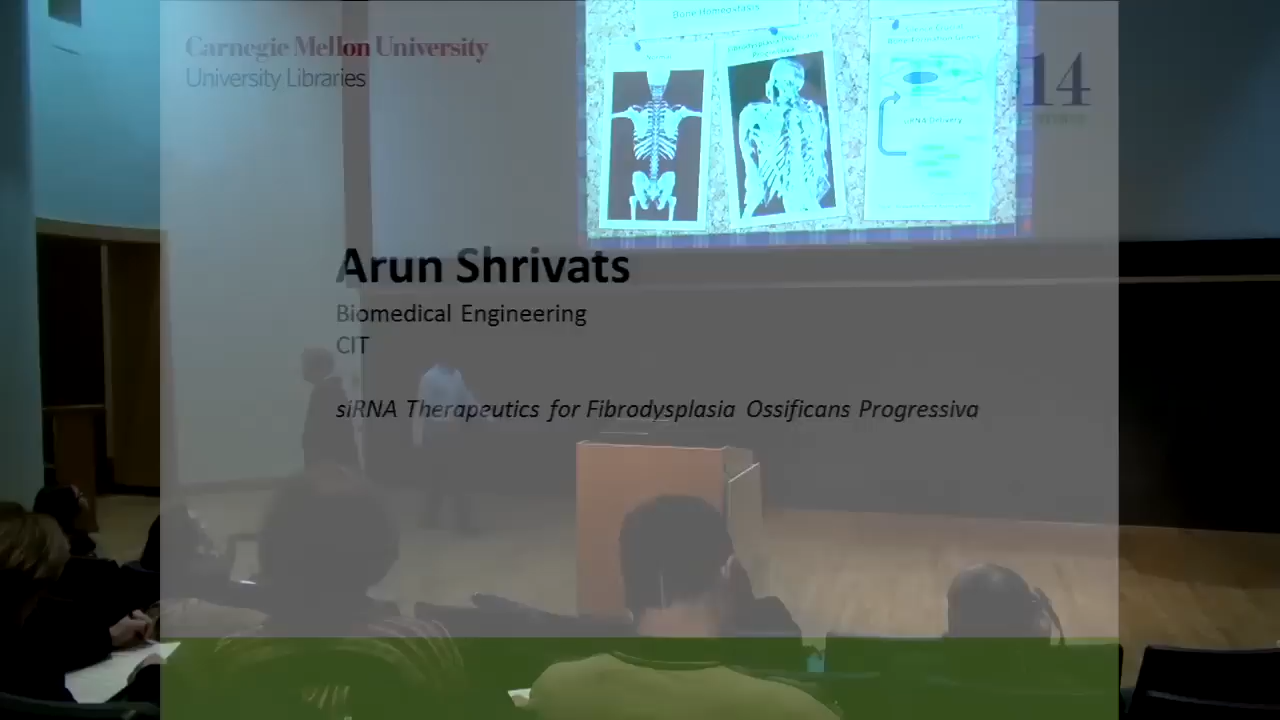 Carnegie Mellon University
University Libraries
14
Bone Homeostasis
siRNA Delivery
Arun Shrivats
Biomedical Engineering
CIT
siRNA Therapeutics for Fibrodysplasia Ossificans Progressiva